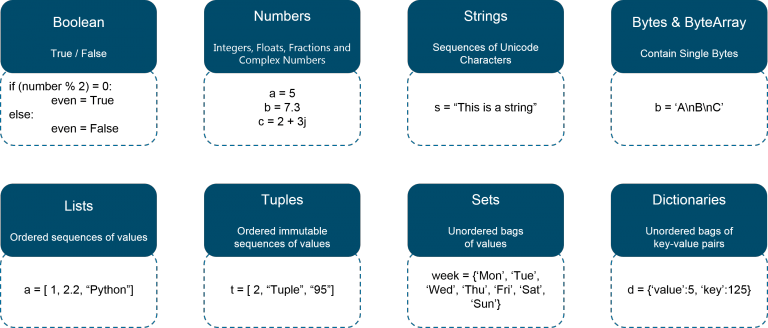 Boolean
True / False
if (number % 2) = 0:
even = True
else:
even = False
Numbers
Integers, Floats, Fractions and
Complex Numbers
a = 5
b = 7.3
c = 2 + 3j
Strings
Sequences of Unicode
Characters
s = “This is a string”
Bytes & ByteArray
Contain Single Bytes
b = ‘A\nB\nC’
Lists
Ordered sequences of values
a = [ 1, 2.2, “Python”]
Tuples
Ordered immutable
sequences of values
t = [ 2, “Tuple”, “95”]
Sets
Unordered bags
of values
week = {‘Mon’, ‘Tue’,
‘Wed’, ‘Thu’, ‘Fri’, ‘Sat’,
‘Sun’}
Dictionaries
Unordered bags of
key-value pairs
d = {‘value’:5, ‘key’:125}